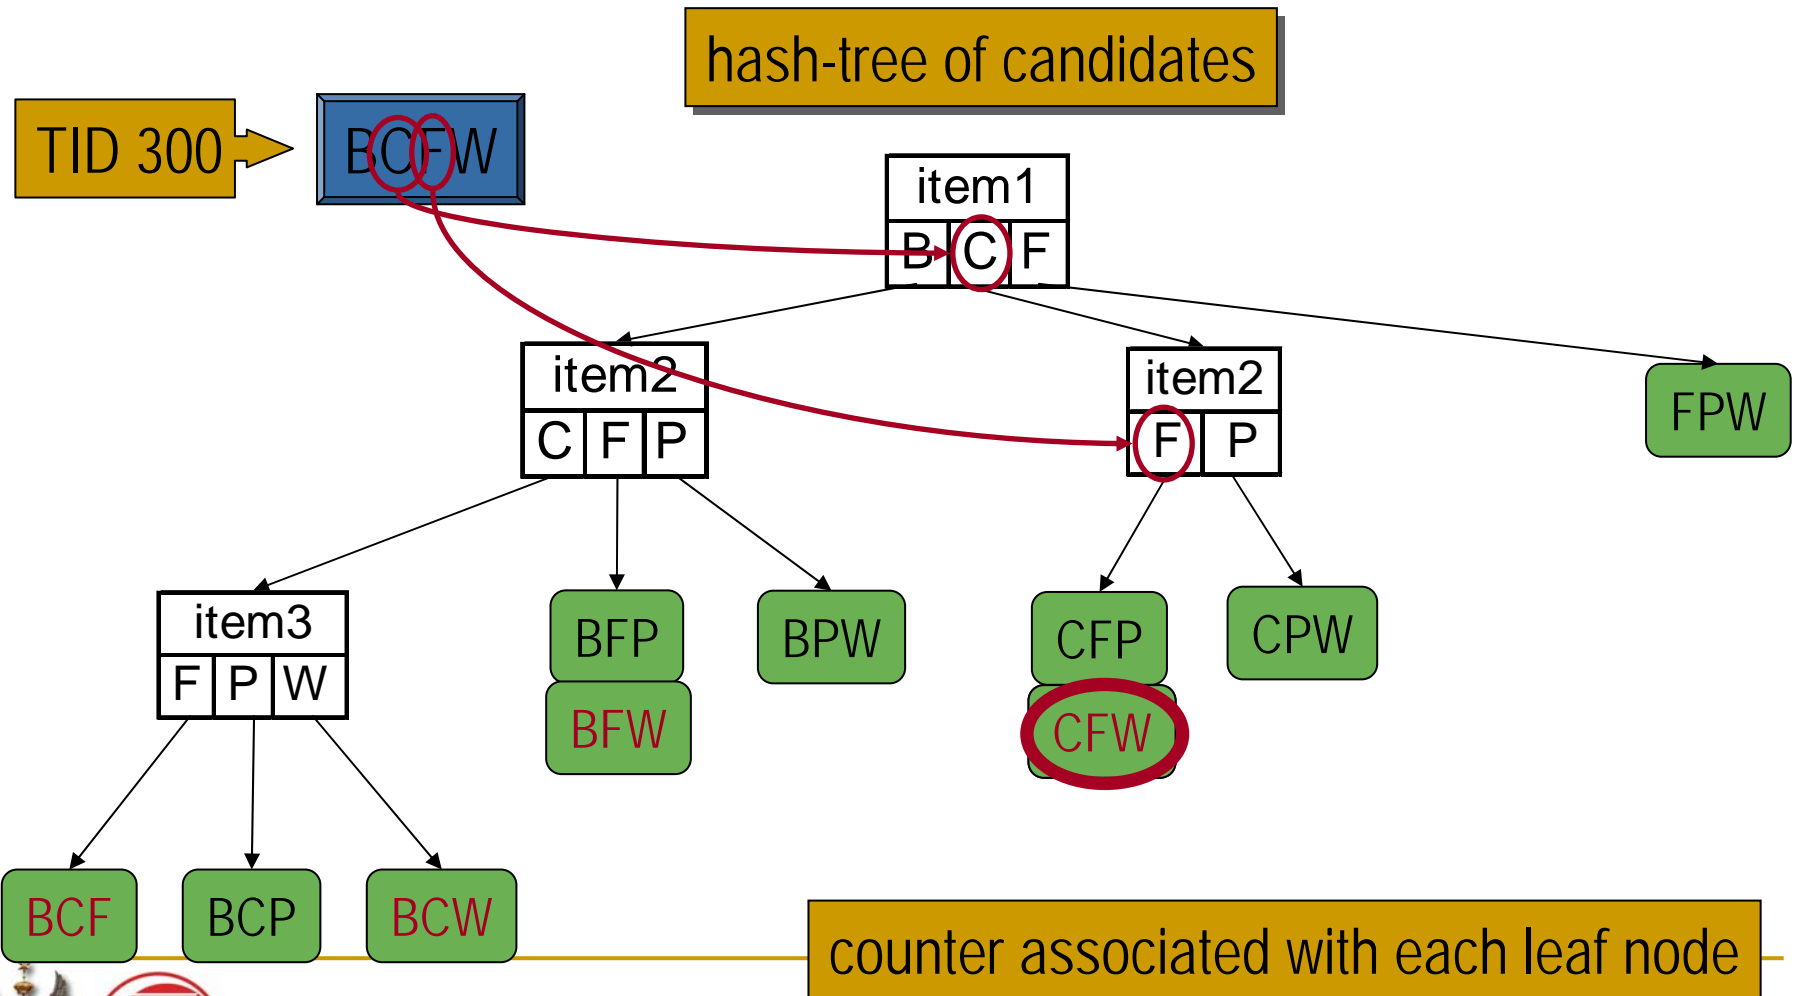 hash-tree of candidates
TID 300
BCFW
item1
B C F
item2
C F P
item2
F P
FPW
item3
F P W
BFP
BFW
BPW
CFP
CFW
CPW
BCF
BCP
BCW
counter associated with each leaf node